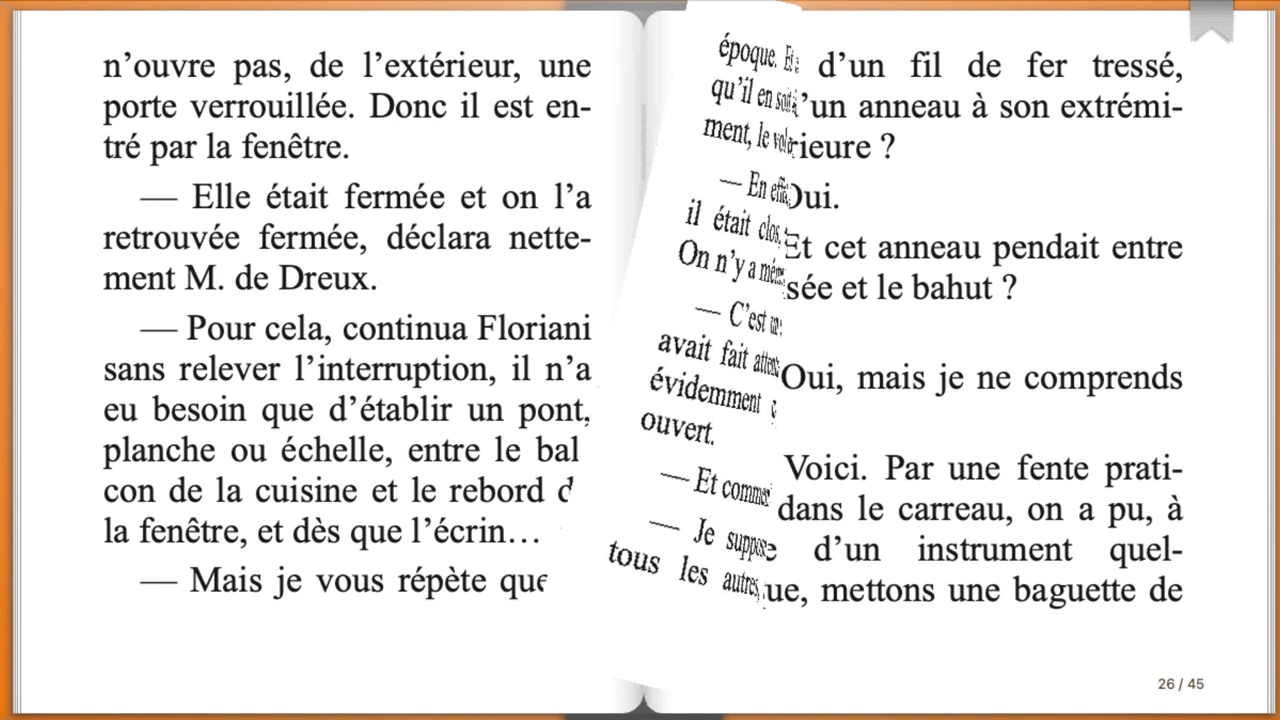 n’ouvre pas, de l’extérieur, une
porte verrouillée. Donc il est en-
tré par la fenêtre.
— Elle était fermée et on l’a
retrouvée fermée, déclara nette-
ment M. de Dreux.
— Pour cela, continua Floriani
sans relever l’interruption, il n’a
eu besoin que d’établir un pont,
planche ou échelle, entre le bal
con de la cuisine et le rebord
la fenêtre, et dès que l’écrin…
— Mais je vous répète que
époque.
qu’il en soit
ment, le
— En
il était clos.
On n’y a
— C’est
avait fait
évidemment
ouvert.
— Et
— Je suppose
tous les autres,
d’un fil de fer tressé,
’un anneau à son extrémi-
rieure ?
Oui.
Et cet anneau pendait entre
sée et le bahut ?
Oui, mais je ne comprends
Voici. Par une fente prati-
dans le carreau, on a pu, à
d’un instrument quel-
ue, mettons une baguette de
26 / 45